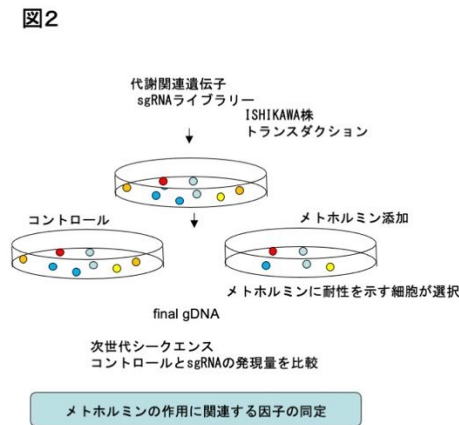 図2
代謝関連遺伝子
sgRNAライブラリー
ISHIKAWA株
トランスダクション
コントロール
メトホルミン添加
メトホルミンに耐性を示す細胞が選択
final gDNA
次世代シークエンス
コントロールとsgRNAの発現量を比較
メトホルミンの作用に関連する因子の同定